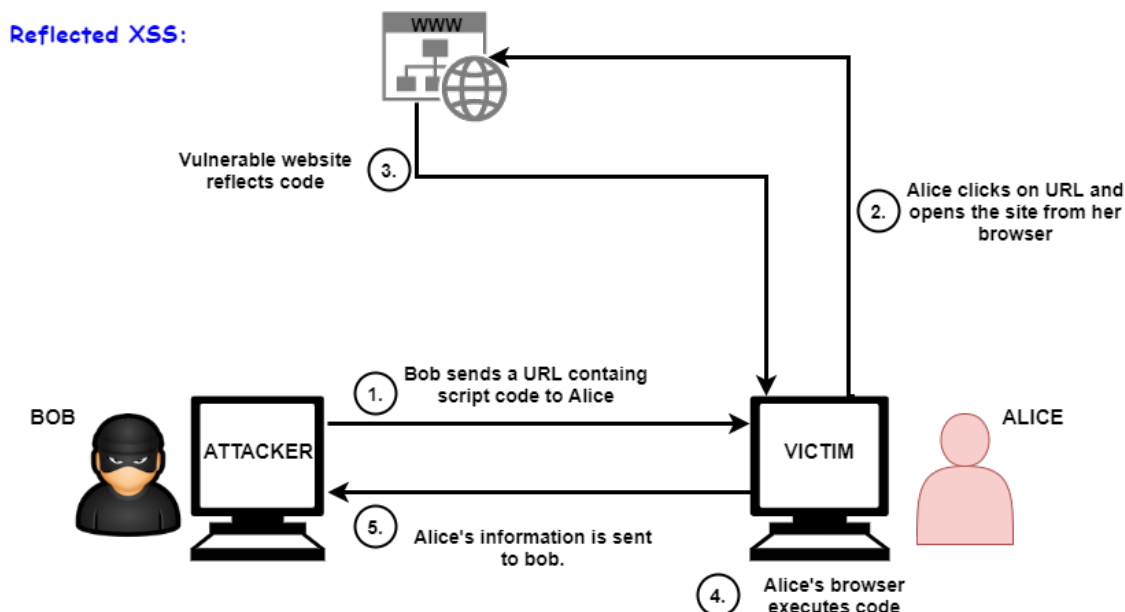 Reflected XSS:
WWW
Vulnerable website
reflects code
3.
2.
Alice clicks on URL and
opens the site from her
browser
1.
Bob sends a URL containg
script code to Alice
BOB
ATTACKER
VICTIM
ALICE
5.
Alice's information is sent
to bob.
4.
Alice's browser
executes code